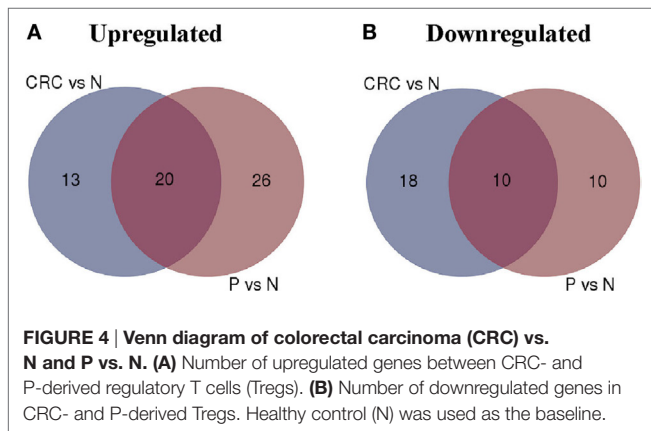 A
Upregulated
CRC vs N
13
20
26
P vs N
B
Downregulated
CRC vs N
18
10
10
P vs N
FIGURE 4 | Venn diagram of colorectal carcinoma (CRC) vs.
N and P vs. N. (A) Number of upregulated genes between CRC- and
P-derived regulatory T cells (Tregs). (B) Number of downregulated genes in
CRC- and P-derived Tregs. Healthy control (N) was used as the baseline.